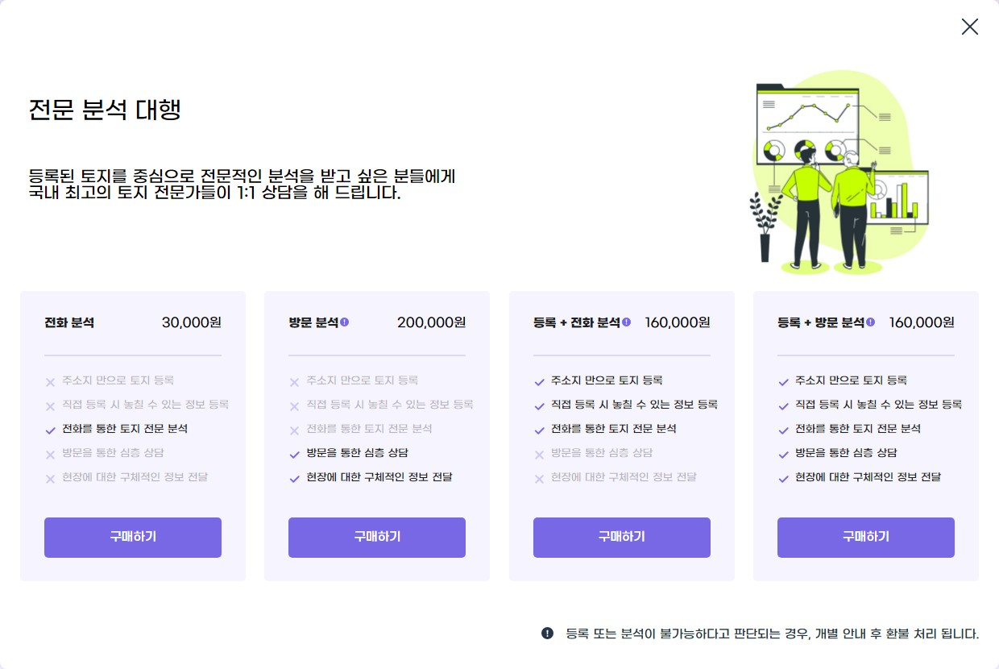 전문 분석 대행
등록된 토지를 중심으로 전문적인 분석을 받고 싶은 분들에게
국내 최고의 토지 전문가들이 1:1 상담을 해 드립니다.
전화 분석 30,000원
주소지 만으로 토지 등록
직접 등록 시 놓칠 수 있는 정보 등록
전화를 통한 토지 전문 분석
방문을 통한 심층 상담
현장에 대한 구체적인 정보 전달
구매하기
방문 분석 200,000원
주소지 만으로 토지 등록
직접 등록 시 놓칠 수 있는 정보 등록
전화를 통한 토지 전문 분석
방문을 통한 심층 상담
현장에 대한 구체적인 정보 전달
구매하기
등록 + 전화 분석 160,000원
주소지 만으로 토지 등록
직접 등록 시 놓칠 수 있는 정보 등록
전화를 통한 토지 전문 분석
방문을 통한 심층 상담
현장에 대한 구체적인 정보 전달
구매하기
등록 + 방문 분석 160,000원
주소지 만으로 토지 등록
직접 등록 시 놓칠 수 있는 정보 등록
전화를 통한 토지 전문 분석
방문을 통한 심층 상담
현장에 대한 구체적인 정보 전달
구매하기
등록 또는 분석이 불가능하다고 판단되는 경우, 개별 안내 후 환불 처리 됩니다.